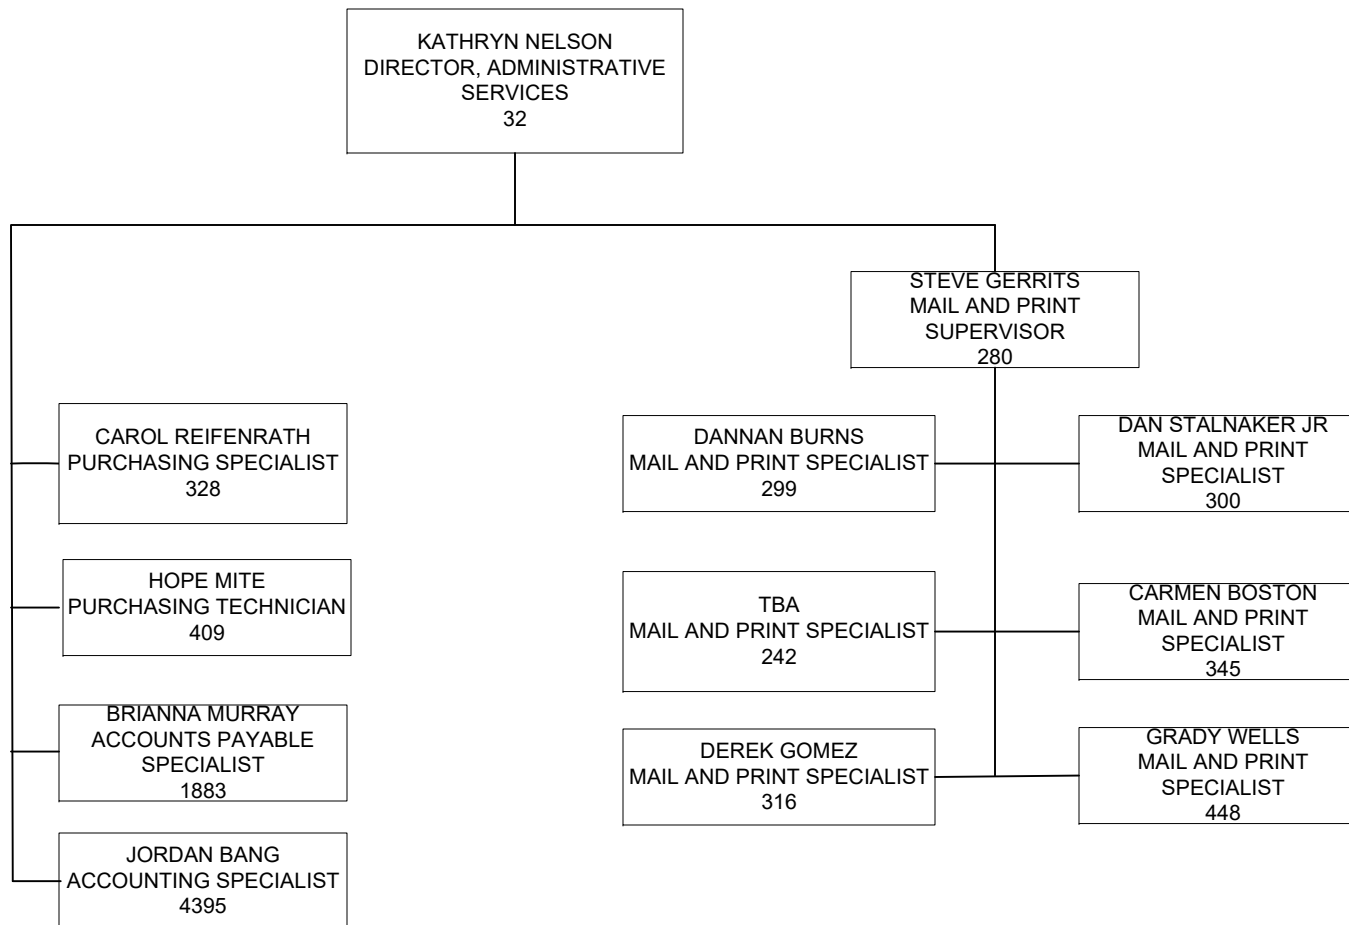 KATHRYN NELSON
DIRECTOR, ADMINISTRATIVE
SERVICES
32
STEVE GERRITS
MAIL AND PRINT
SUPERVISOR
280
CAROL REIFENRATH
PURCHASING SPECIALIST
328
HOPE MITE
PURCHASING TECHNICIAN
409
BRIANNA MURRAY
ACCOUNTS PAYABLE
SPECIALIST
1883
JORDAN BANG
ACCOUNTING SPECIALIST
4395
DANNAN BURNS
MAIL AND PRINT SPECIALIST
299
DAN STALNAKER JR
MAIL AND PRINT
SPECIALIST
300
TBA
MAIL AND PRINT SPECIALIST
242
CARMEN BOSTON
MAIL AND PRINT
SPECIALIST
345
DEREK GOMEZ
MAIL AND PRINT SPECIALIST
316
GRADY WELLS
MAIL AND PRINT
SPECIALIST
448